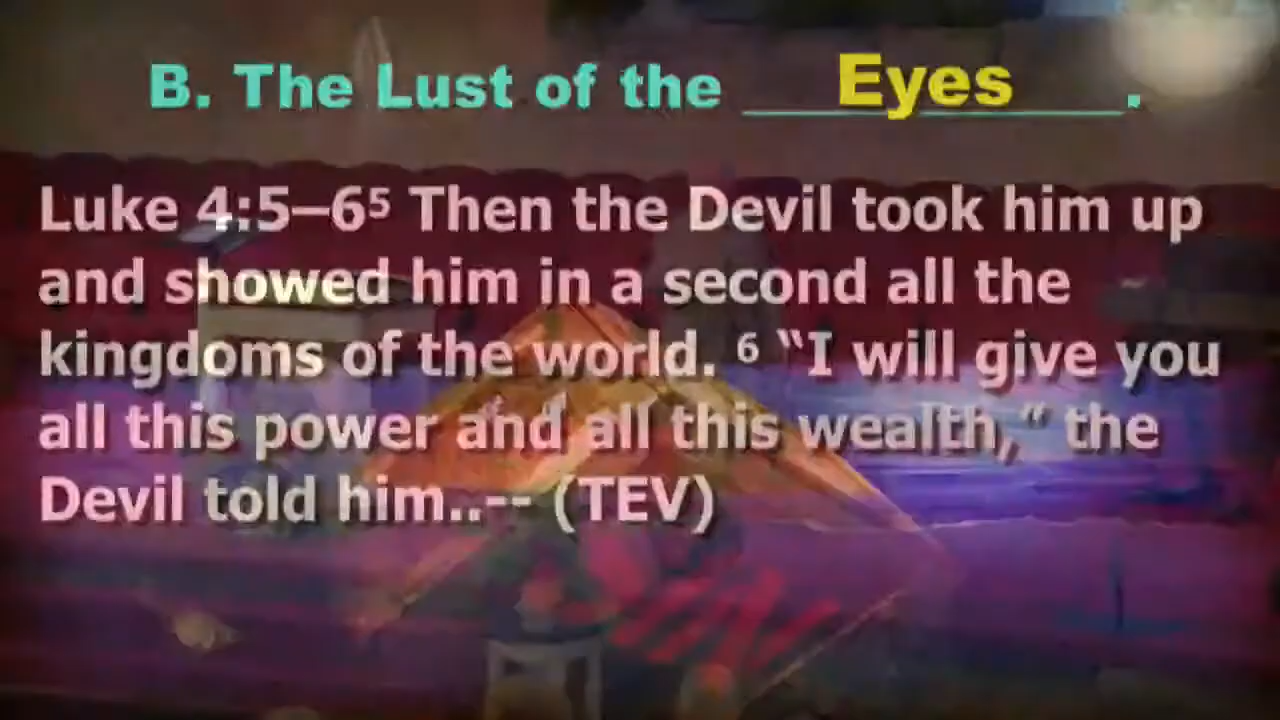 B. The Lust of the ____Eyes____.
Luke 4:5–6⁵ Then the Devil took him up
and showed him in a second all the
kingdoms of the world. ⁶ “I will give you
all this power and all this wealth,” the
Devil told him..-- (TEV)